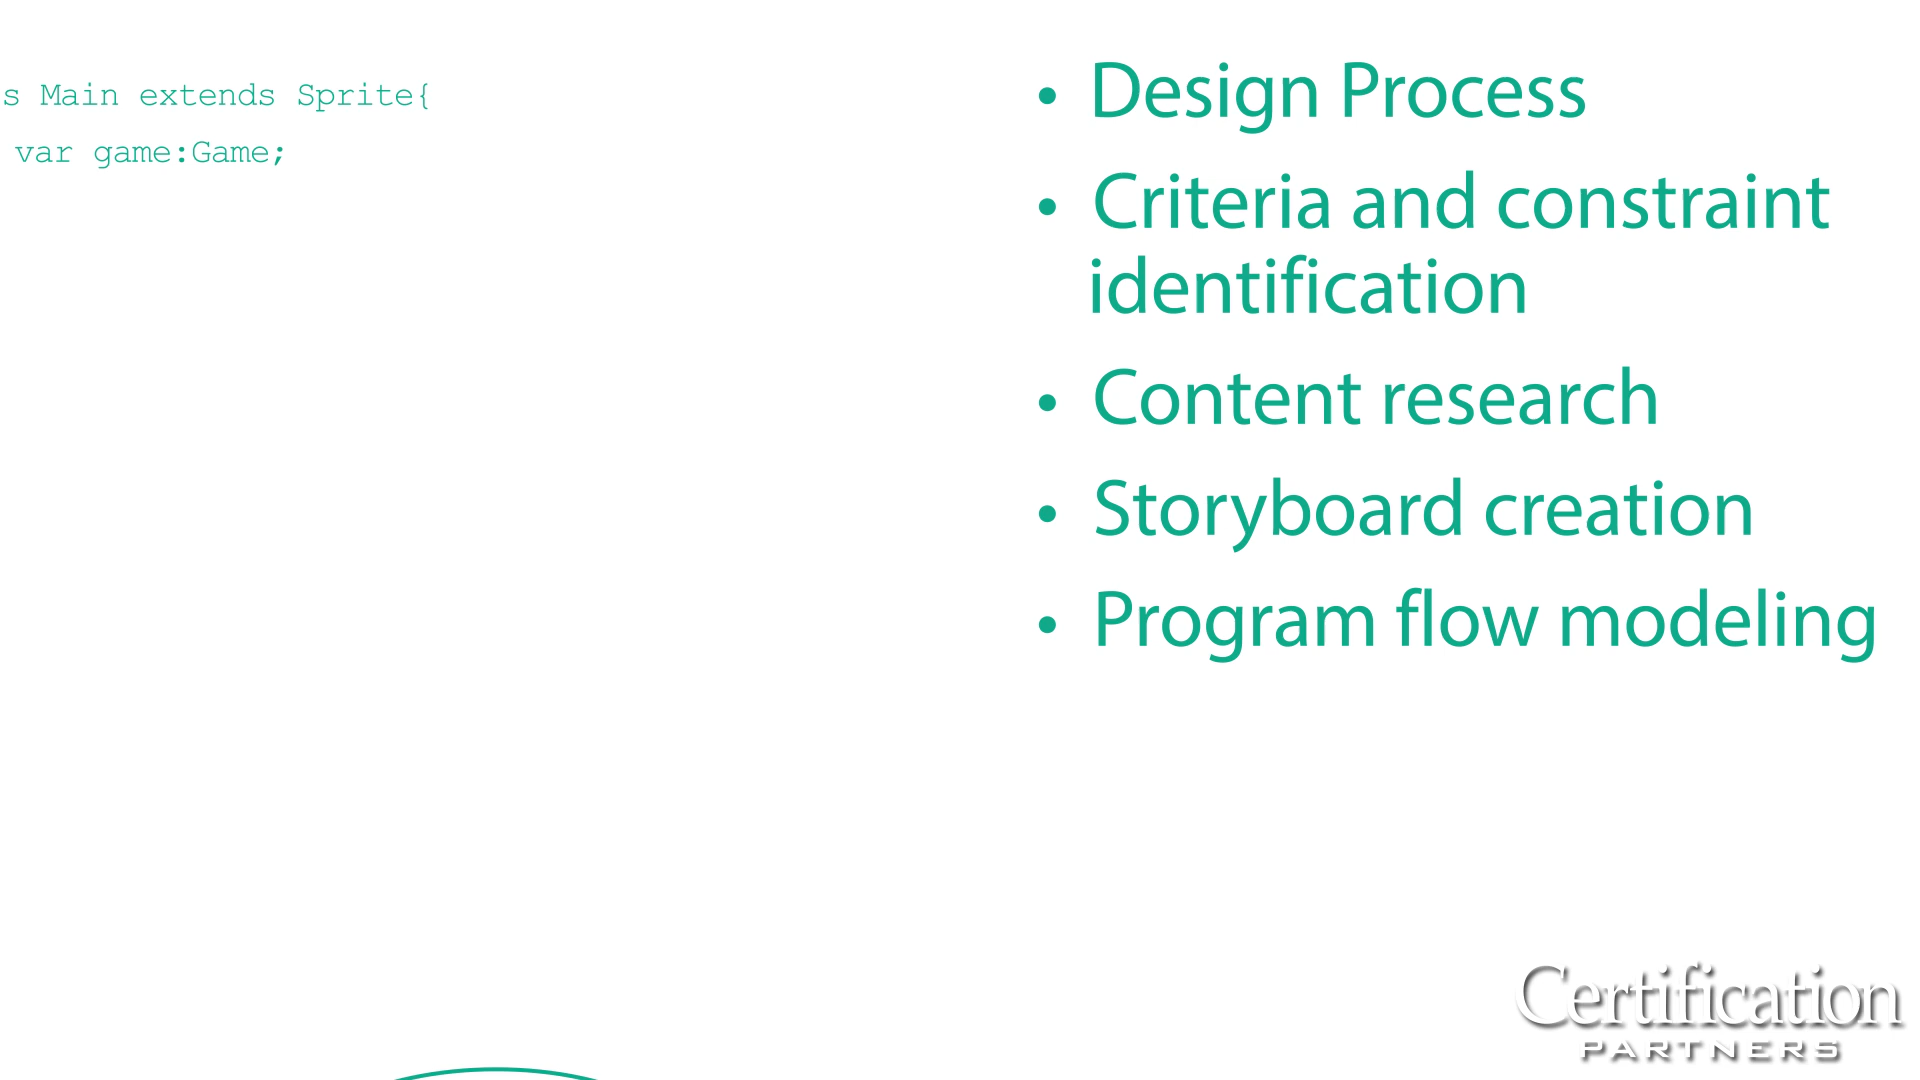 s Main extends Sprite{
var game:Game;
• Design Process
• Criteria and constraint
identification
• Content research
• Storyboard creation
• Program flow modeling
Certification
PARTNERS